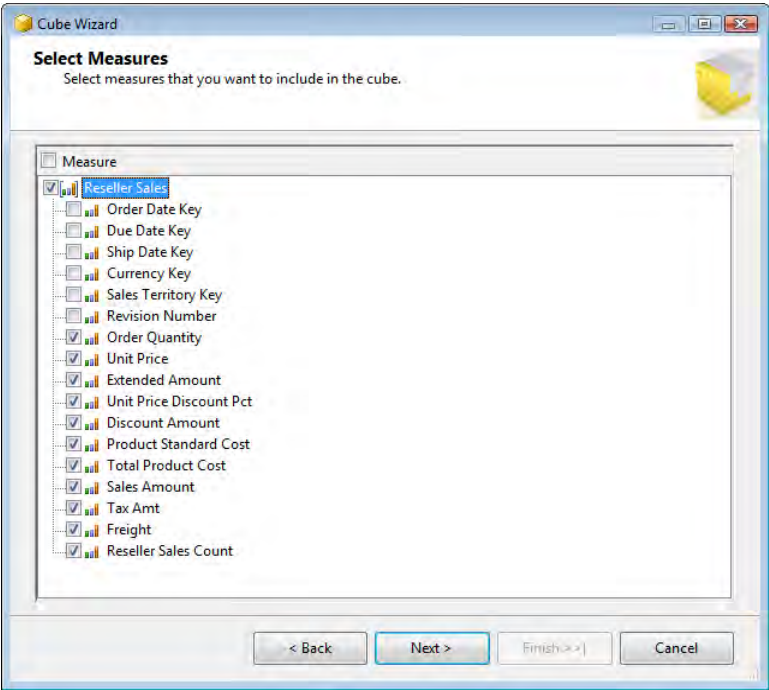 Cube Wizard
Select Measures
Select measures that you want to include in the cube.
Measure
Reseller Sales
Order Date Key
Due Date Key
Ship Date Key
Currency Key
Sales Territory Key
Revision Number
Order Quantity
Unit Price
Extended Amount
Unit Price Discount Pct
Discount Amount
Product Standard Cost
Total Product Cost
Sales Amount
Tax Amt
Freight
Reseller Sales Count
< Back Next > Finish >>| Cancel